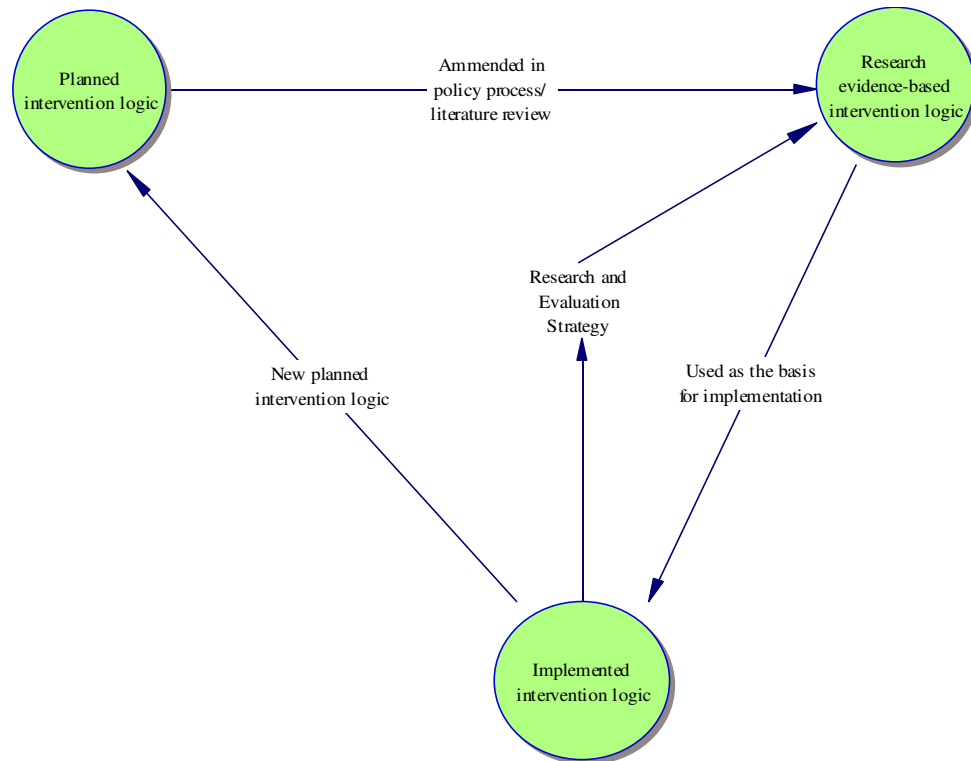 Planned
intervention logic
Ammended in
policy process/
literature review
Research
evidence-based
intervention logic
Research and
Evaluation
Strategy
New planned
intervention logic
Used as the basis
for implementation
Implemented
intervention logic